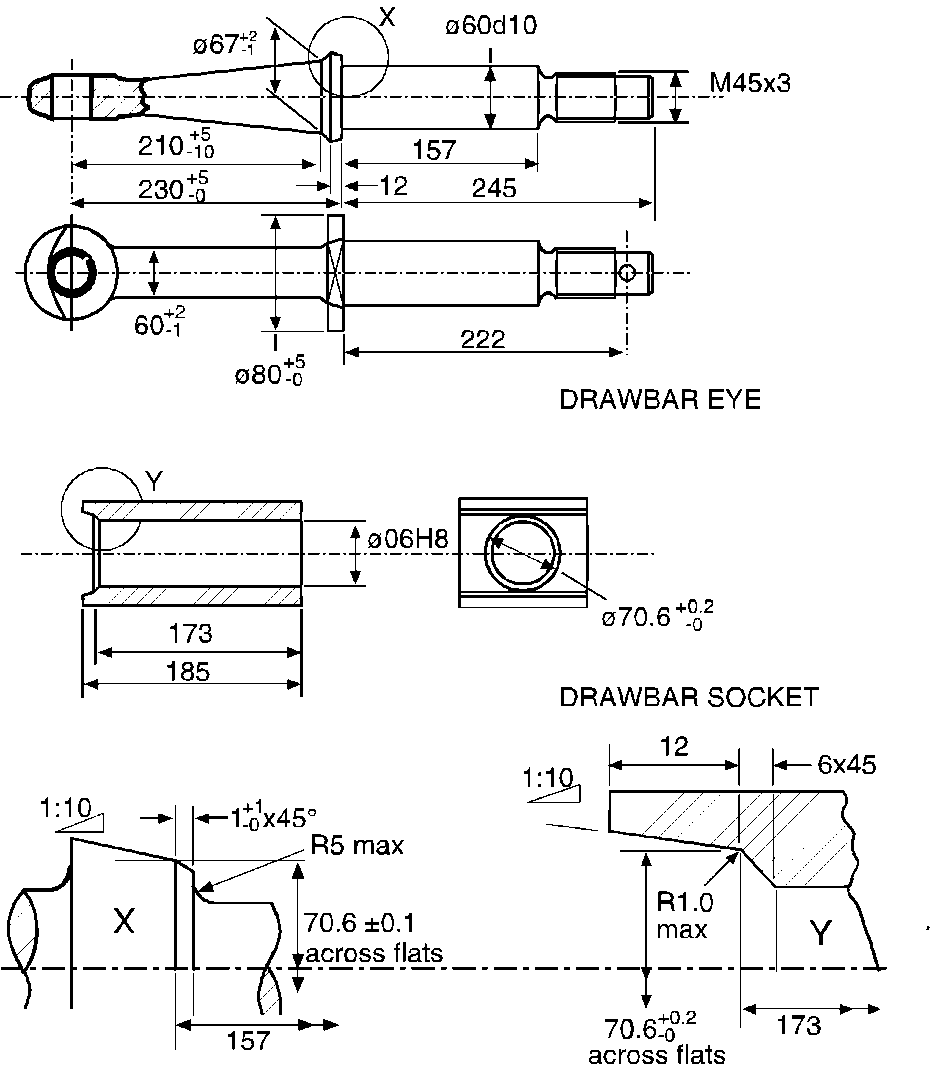 X
ø67+2-1
ø60d10
M45x3
210+5-10
157
230+5-0
12
245
60+2-1
222
ø80+5-0
DRAWBAR EYE
Y
ø06H8
ø70.6+0.2-0
173
185
DRAWBAR SOCKET
12
6x45
1:10
1:10
1+1-0x45°
R5 max
X
70.6 ±0.1
across flats
R1.0
max
Y
157
70.6+0.2-0
across flats
173